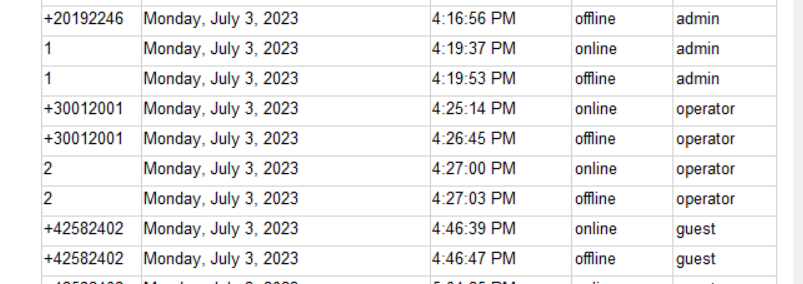 +20192246 Monday, July 3, 2023 4:16:56 PM offline admin
1 Monday, July 3, 2023 4:19:37 PM online admin
1 Monday, July 3, 2023 4:19:53 PM offline admin
+30012001 Monday, July 3, 2023 4:25:14 PM online operator
+30012001 Monday, July 3, 2023 4:26:45 PM offline operator
2 Monday, July 3, 2023 4:27:00 PM online operator
2 Monday, July 3, 2023 4:27:03 PM offline operator
+42582402 Monday, July 3, 2023 4:46:39 PM online guest
+42582402 Monday, July 3, 2023 4:46:47 PM offline guest